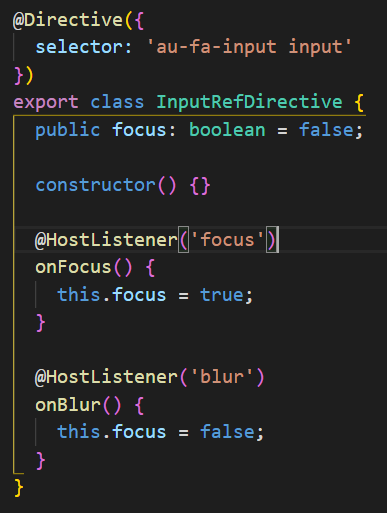 @Directive({
  selector: 'au-fa-input input'
})
export class InputRefDirective {
  public focus: boolean = false;

  constructor() {}

  @HostListener('focus')
  onFocus() {
    this.focus = true;
  }

  @HostListener('blur')
  onBlur() {
    this.focus = false;
  }
}